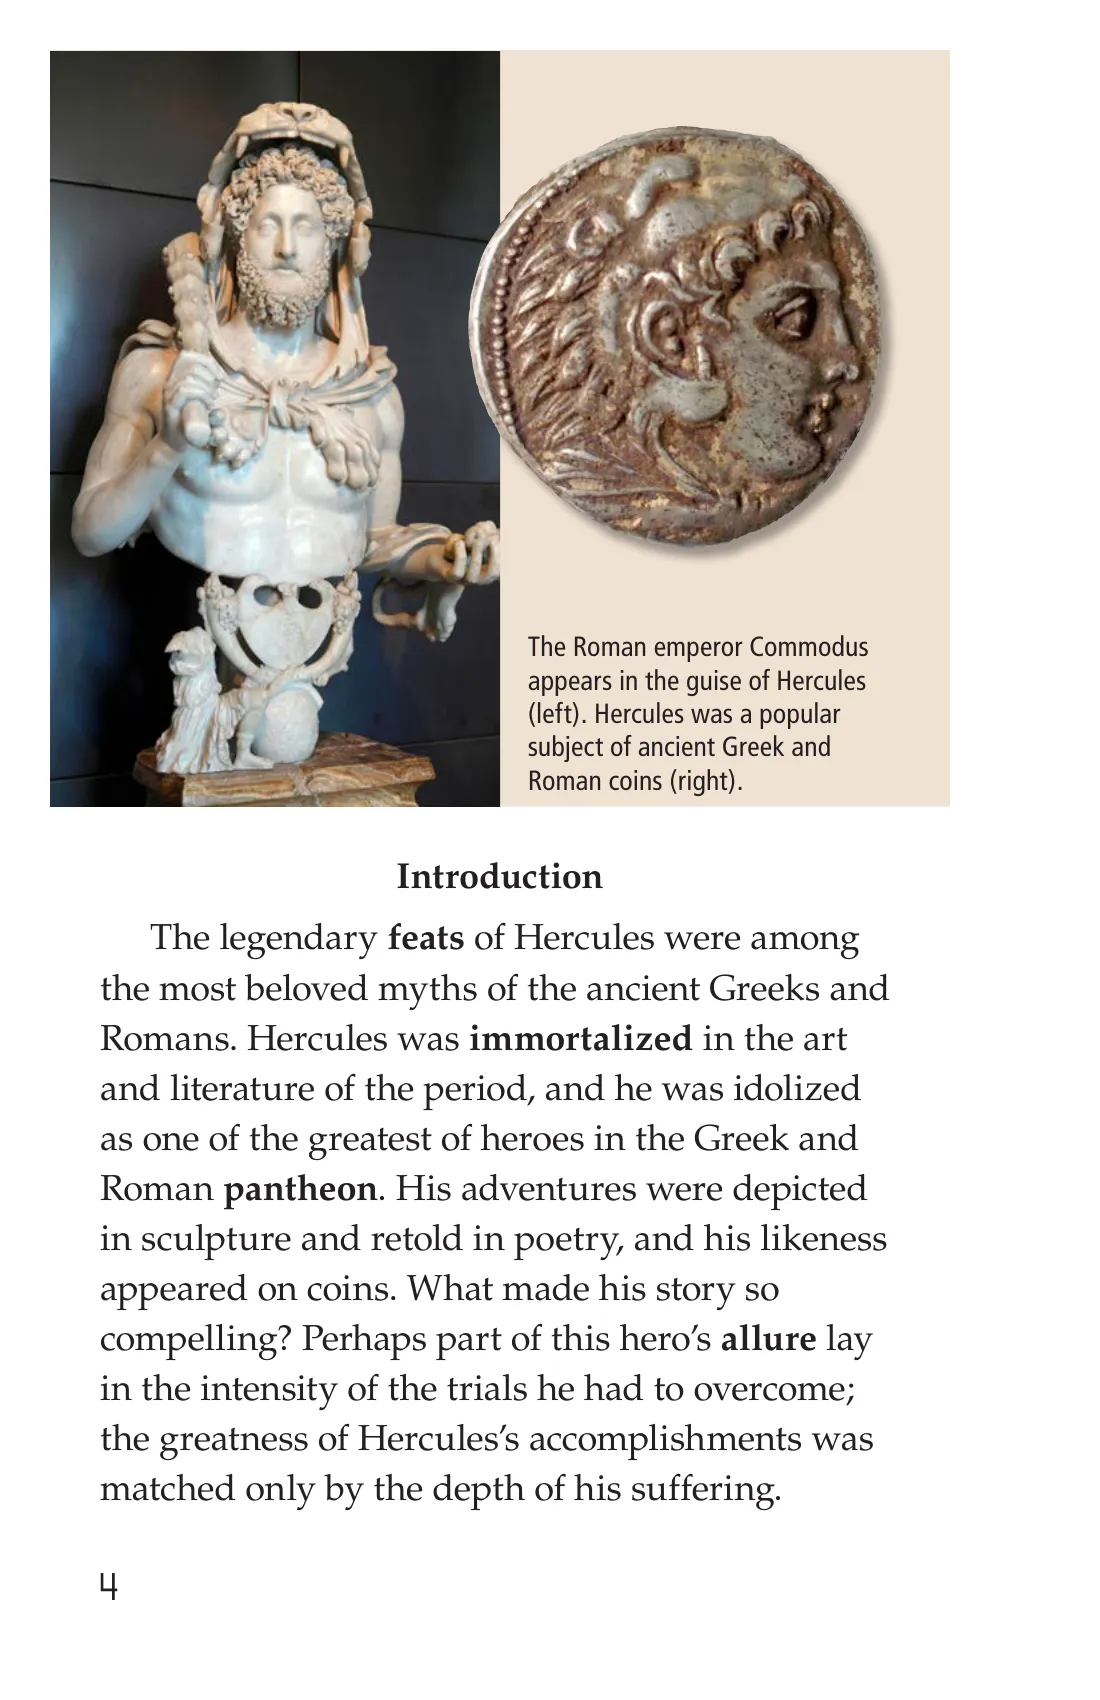 The Roman emperor Commodus
appears in the guise of Hercules
(left). Hercules was a popular
subject of ancient Greek and
Roman coins (right).
Introduction
The legendary feats of Hercules were among
the most beloved myths of the ancient Greeks and
Romans. Hercules was immortalized in the art
and literature of the period, and he was idolized
as one of the greatest of heroes in the Greek and
Roman pantheon. His adventures were depicted
in sculpture and retold in poetry, and his likeness
appeared on coins. What made his story so
compelling? Perhaps part of this hero’s allure lay
in the intensity of the trials he had to overcome;
the greatness of Hercules’s accomplishments was
matched only by the depth of his suffering.
4